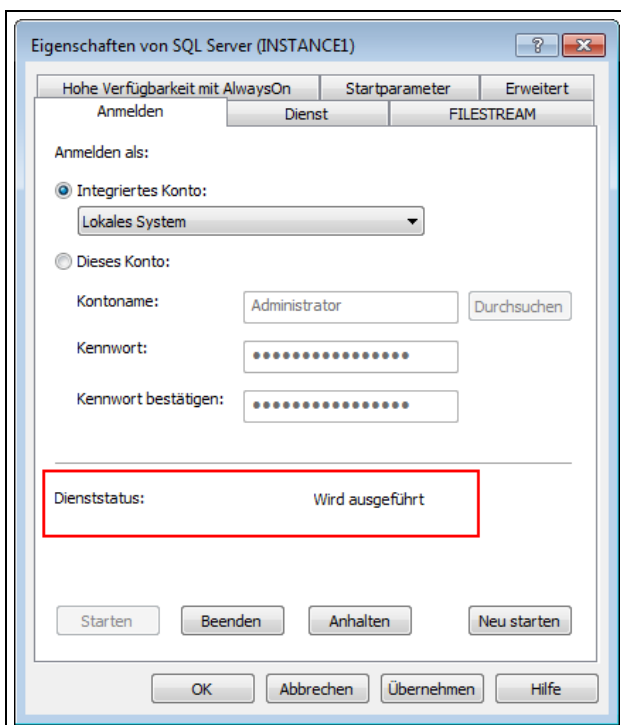 Eigenschaften von SQL Server (INSTANCE1)
Hohe Verfügbarkeit mit AlwaysOn Startparameter Erweitert
Anmelden Dienst FILESTREAM
Anmelden als:
Integriertes Konto:
Lokales System
Dieses Konto:
Kontoname: Administrator Durchsuchen
Kennwort: ●●●●●●●●●●●●●●●●
Kennwort bestätigen: ●●●●●●●●●●●●●●●●
Dienststatus: Wird ausgeführt
Starten Beenden Anhalten Neu starten
OK Abbrechen Übernehmen Hilfe